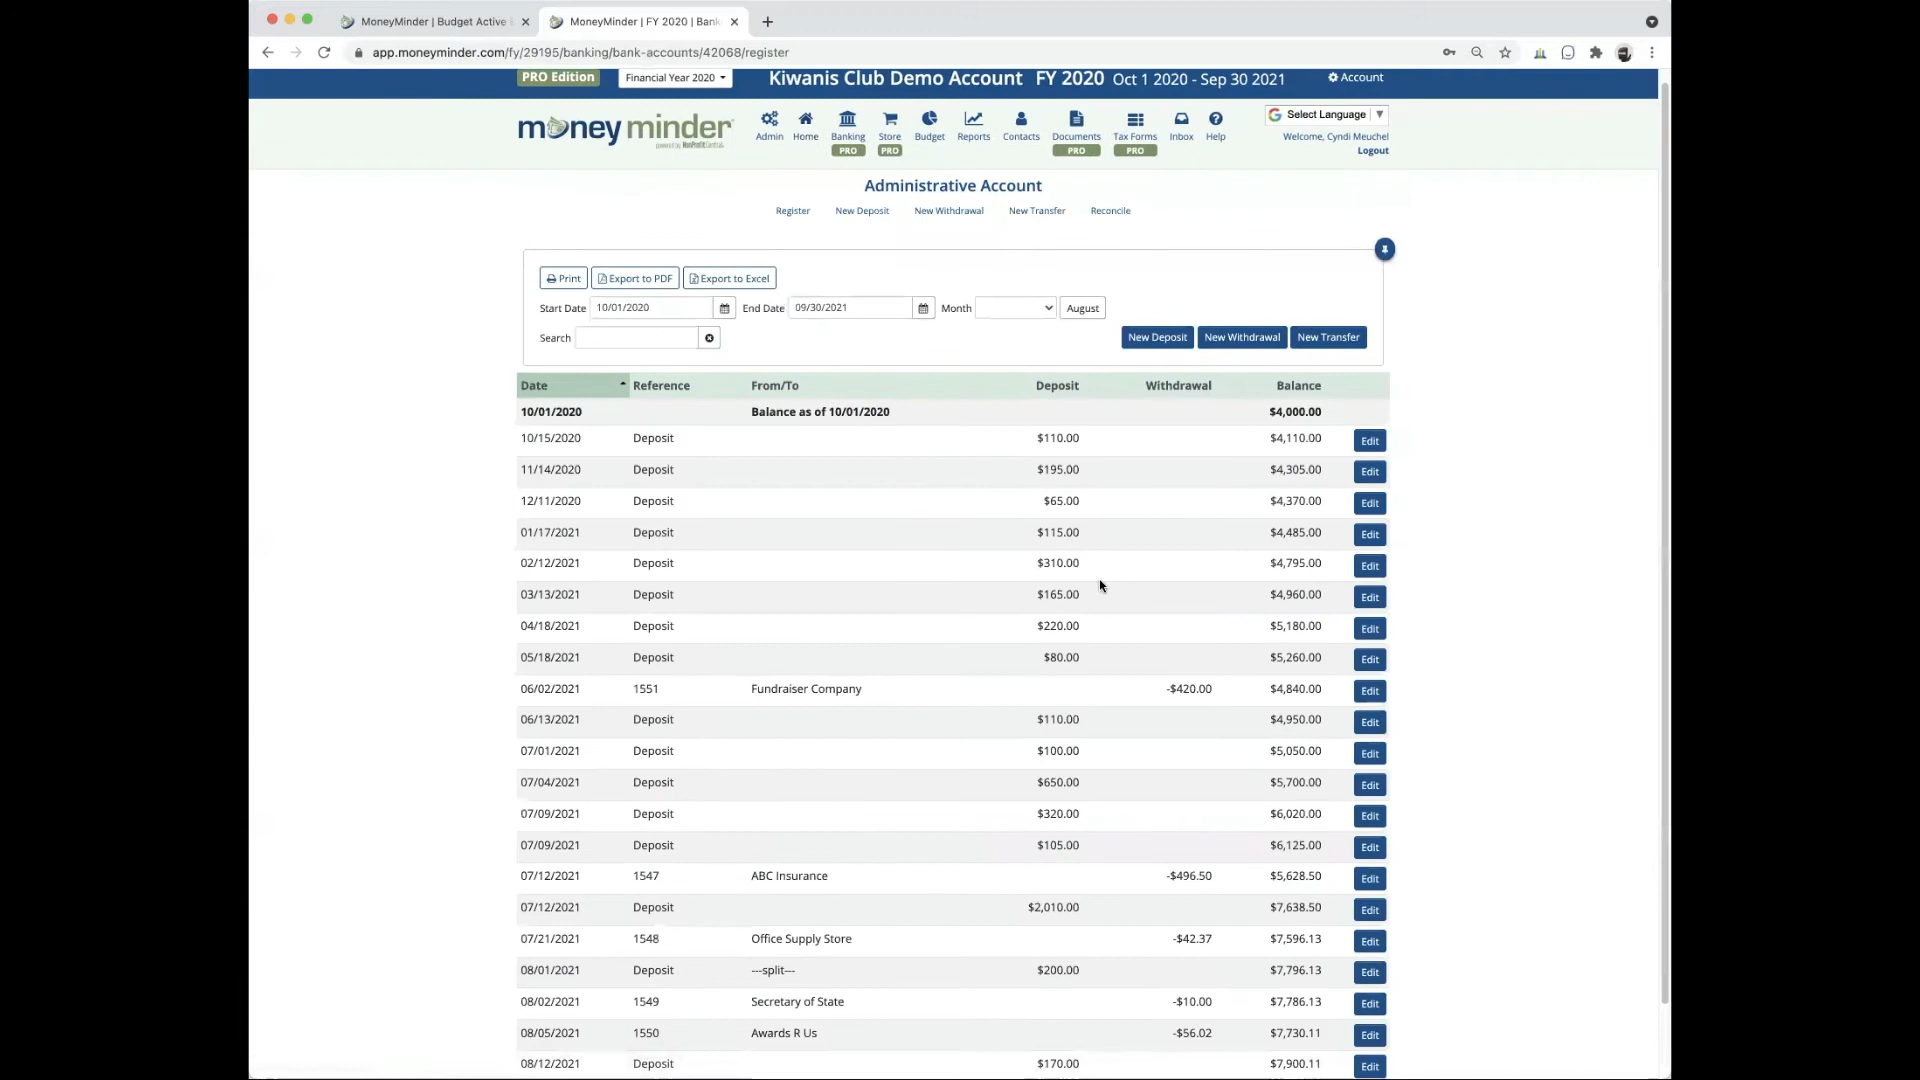 MoneyMinder | Budget Active
MoneyMinder | FY 2020 | Bank
app.moneyminder.com/fy/29195/banking/bank-accounts/42068/register
PRO Edition Financial Year 2020 Kiwanis Club Demo Account FY 2020 Oct 1 2020 - Sep 30 2021 Account
money minder
powered by NonProfit Central
Admin Home Banking Store Budget Reports Contacts Documents Tax Forms Inbox Help
PRO PRO PRO PRO
Select Language
Welcome, Cyndi Meuchel
Logout
Administrative Account
Register New Deposit New Withdrawal New Transfer Reconcile
Print Export to PDF Export to Excel
Start Date 10/01/2020 End Date 09/30/2021 Month August
Search New Deposit New Withdrawal New Transfer
Date Reference From/To Deposit Withdrawal Balance
10/01/2020 Balance as of 10/01/2020 $4,000.00
10/15/2020 Deposit $110.00 $4,110.00 Edit
11/14/2020 Deposit $195.00 $4,305.00 Edit
12/11/2020 Deposit $65.00 $4,370.00 Edit
01/17/2021 Deposit $115.00 $4,485.00 Edit
02/12/2021 Deposit $310.00 $4,795.00 Edit
03/13/2021 Deposit $165.00 $4,960.00 Edit
04/18/2021 Deposit $220.00 $5,180.00 Edit
05/18/2021 Deposit $80.00 $5,260.00 Edit
06/02/2021 1551 Fundraiser Company -$420.00 $4,840.00 Edit
06/13/2021 Deposit $110.00 $4,950.00 Edit
07/01/2021 Deposit $100.00 $5,050.00 Edit
07/04/2021 Deposit $650.00 $5,700.00 Edit
07/09/2021 Deposit $320.00 $6,020.00 Edit
07/09/2021 Deposit $105.00 $6,125.00 Edit
07/12/2021 1547 ABC Insurance -$496.50 $5,628.50 Edit
07/12/2021 Deposit $2,010.00 $7,638.50 Edit
07/21/2021 1548 Office Supply Store -$42.37 $7,596.13 Edit
08/01/2021 Deposit ---split--- $200.00 $7,796.13 Edit
08/02/2021 1549 Secretary of State -$10.00 $7,786.13 Edit
08/05/2021 1550 Awards R Us -$56.02 $7,730.11 Edit
08/12/2021 Deposit $170.00 $7,900.11 Edit